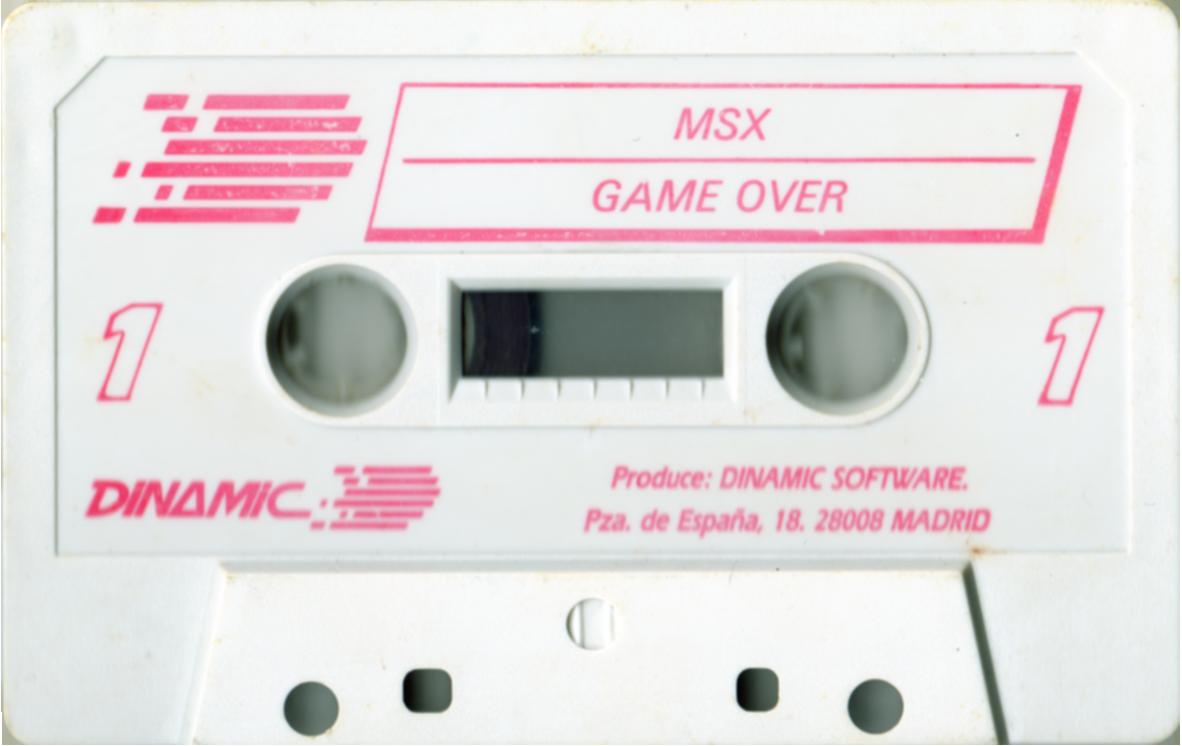 MSX
GAME OVER
1
1
DINAMIC
Produce: DINAMIC SOFTWARE.
Pza. de España, 18. 28008 MADRID